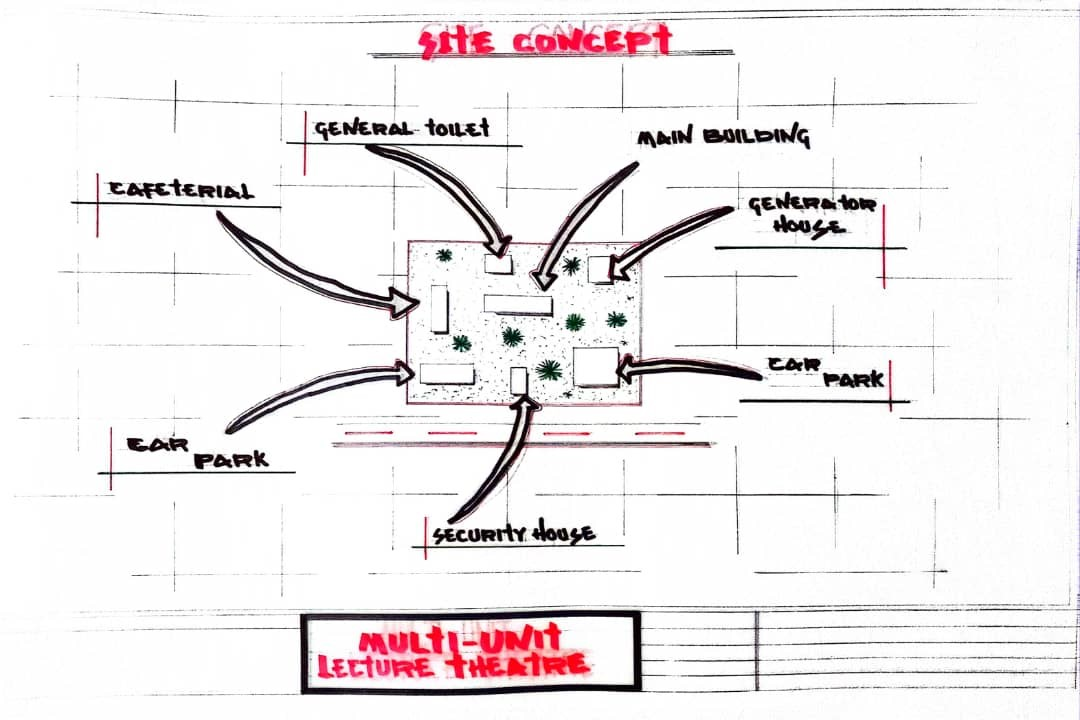 SITE CONCEPT
GENERAL TOILET
MAIN BUILDING
CAFETERIAL
GENERATOR
HOUSE
CAR
PARK
CAR
PARK
SECURITY HOUSE
MULTI-UNIT
LECTURE THEATRE